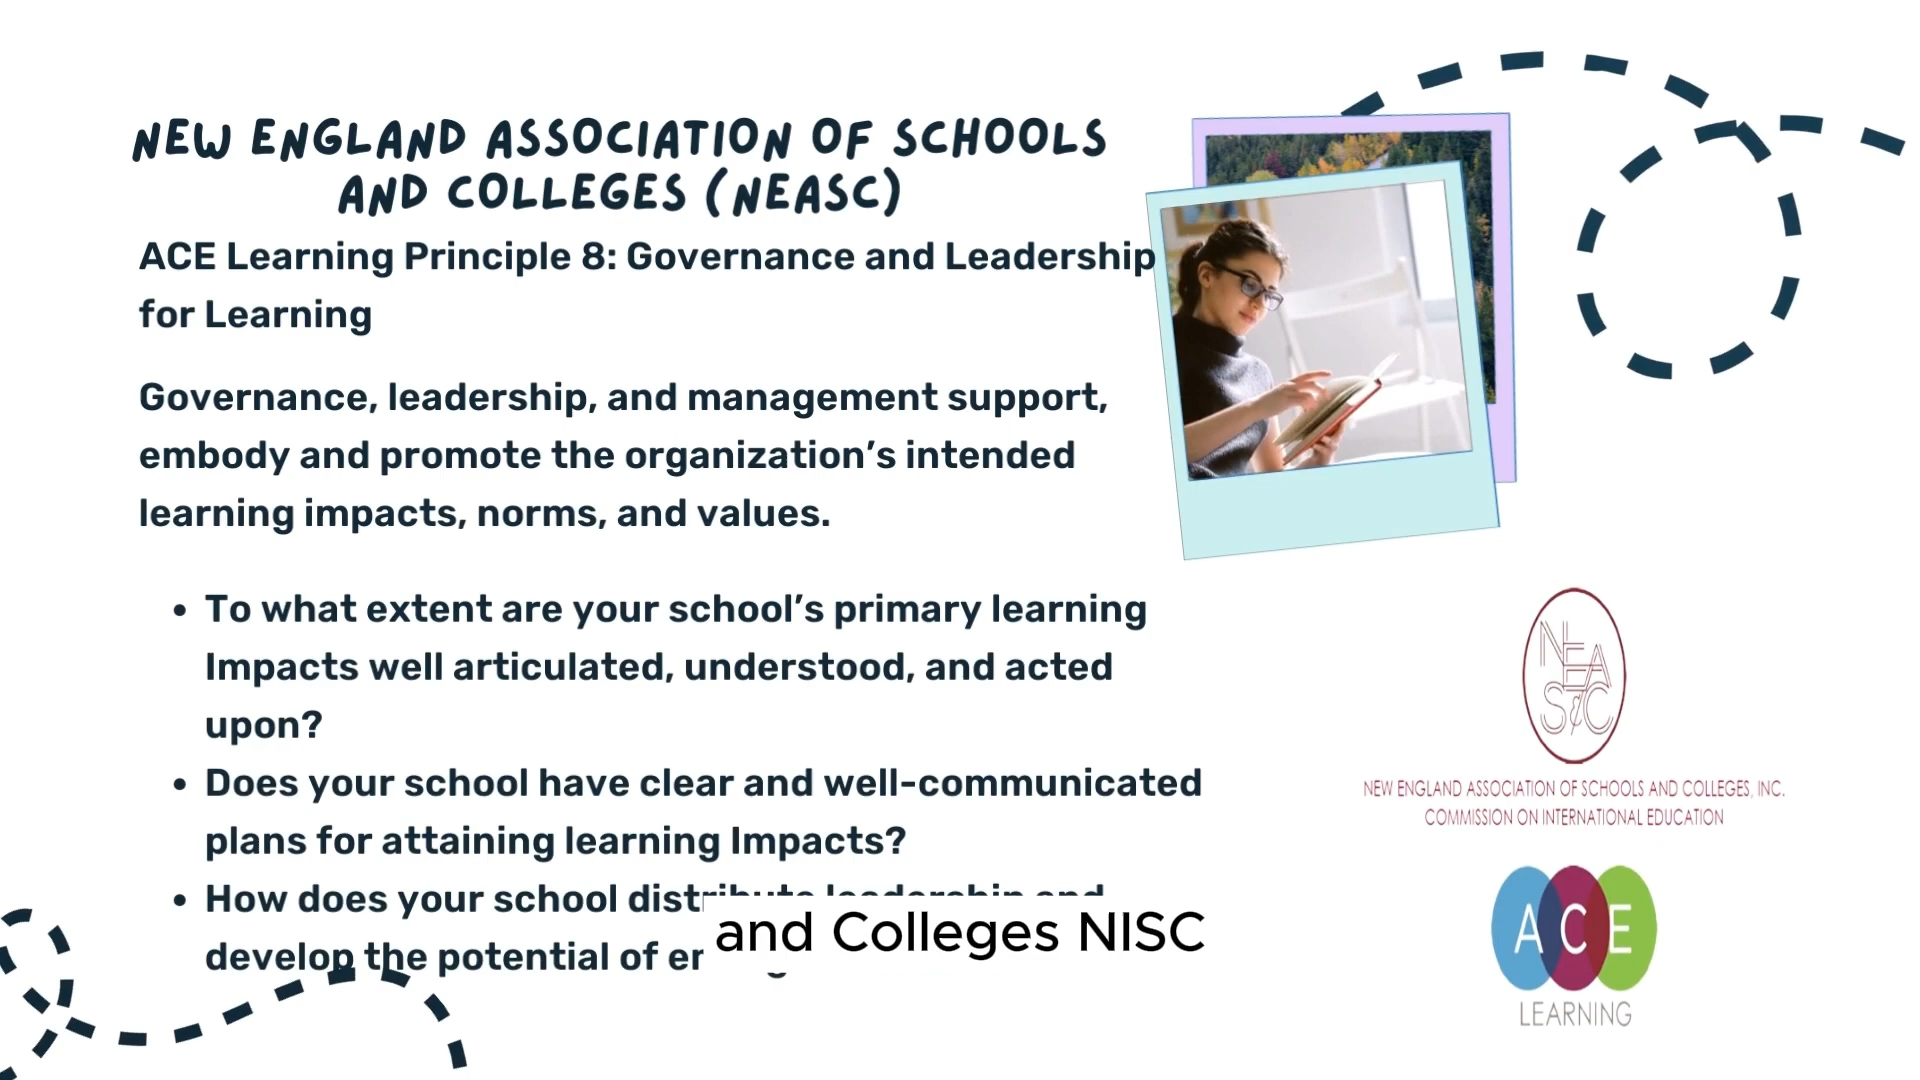 NEW ENGLAND ASSOCIATION OF SCHOOLS
AND COLLEGES (NEASC)
ACE Learning Principle 8: Governance and Leadership
for Learning
Governance, leadership, and management support,
embody and promote the organization’s intended
learning impacts, norms, and values.
• To what extent are your school’s primary learning
Impacts well articulated, understood, and acted
upon?
• Does your school have clear and well-communicated
plans for attaining learning Impacts?
• How does your school distribute leadership and
develop the potential of
and Colleges NISC
NEASC
NEW ENGLAND ASSOCIATION OF SCHOOLS AND COLLEGES, INC.
COMMISSION ON INTERNATIONAL EDUCATION
ACE
LEARNING